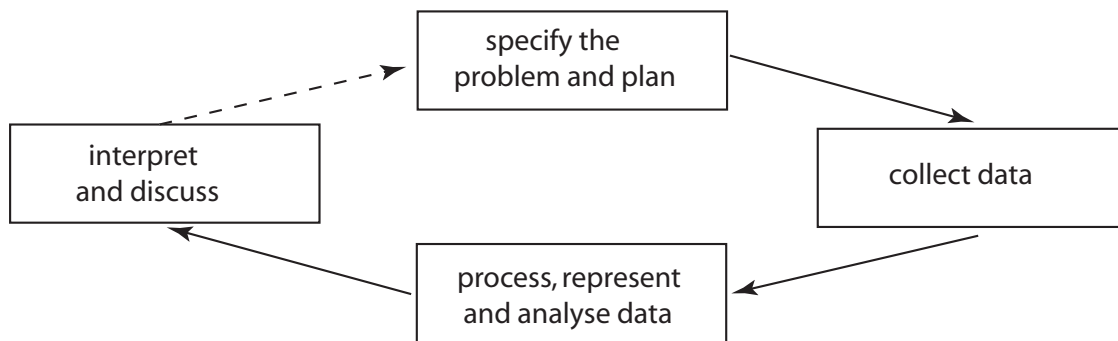 specify the
problem and plan
collect data
process, represent
and analyse data
interpret
and discuss